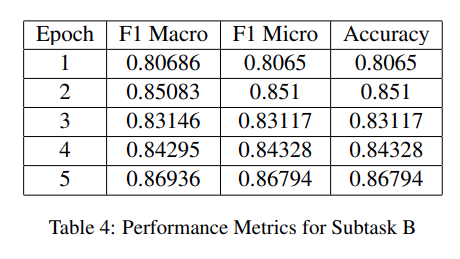 Epoch F1 Macro F1 Micro Accuracy
1 0.80686 0.8065 0.8065
2 0.85083 0.851 0.851
3 0.83146 0.83117 0.83117
4 0.84295 0.84328 0.84328
5 0.86936 0.86794 0.86794
Table 4: Performance Metrics for Subtask B